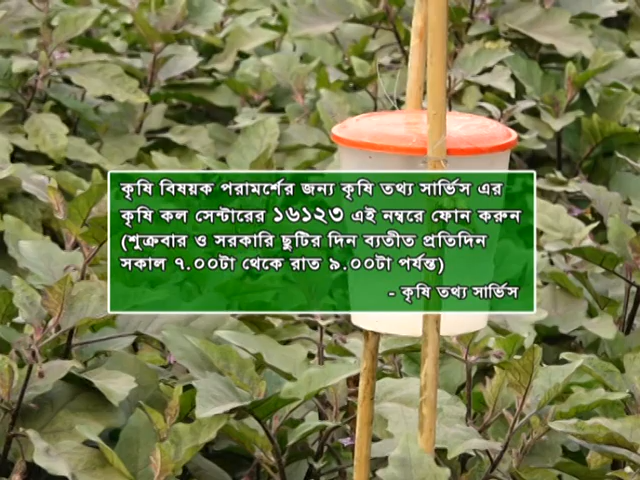 কৃষি বিষয়ক পরামর্শের জন্য কৃষি তথ্য সার্ভিস এর
কৃষি কল সেন্টারের ১৬১২৩ এই নম্বরে ফোন করুন
(শুক্রবার ও সরকারি ছুটির দিন ব্যতীত প্রতিদিন
সকাল ৭.০০টা থেকে রাত ৯.০০টা পর্যন্ত)
- কৃষি তথ্য সার্ভিস